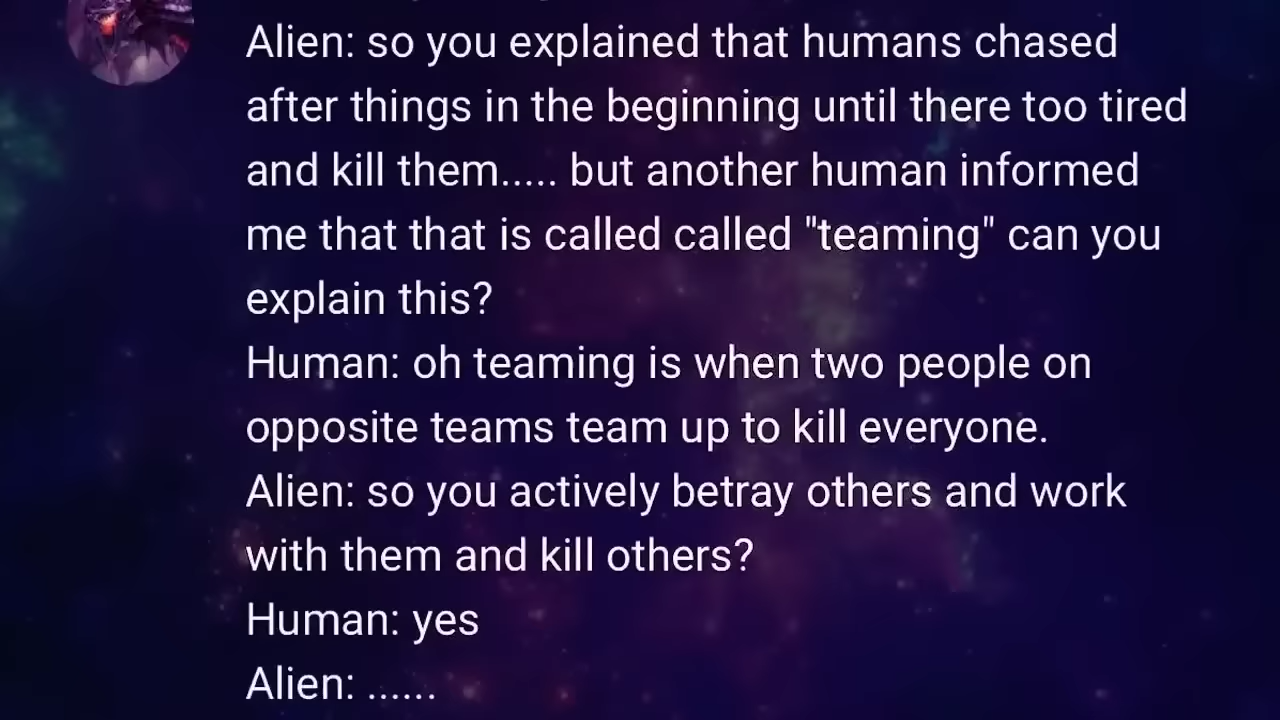 Alien: so you explained that humans chased
after things in the beginning until there too tired
and kill them..... but another human informed
me that that is called called "teaming" can you
explain this?
Human: oh teaming is when two people on
opposite teams team up to kill everyone.
Alien: so you actively betray others and work
with them and kill others?
Human: yes
Alien: ......